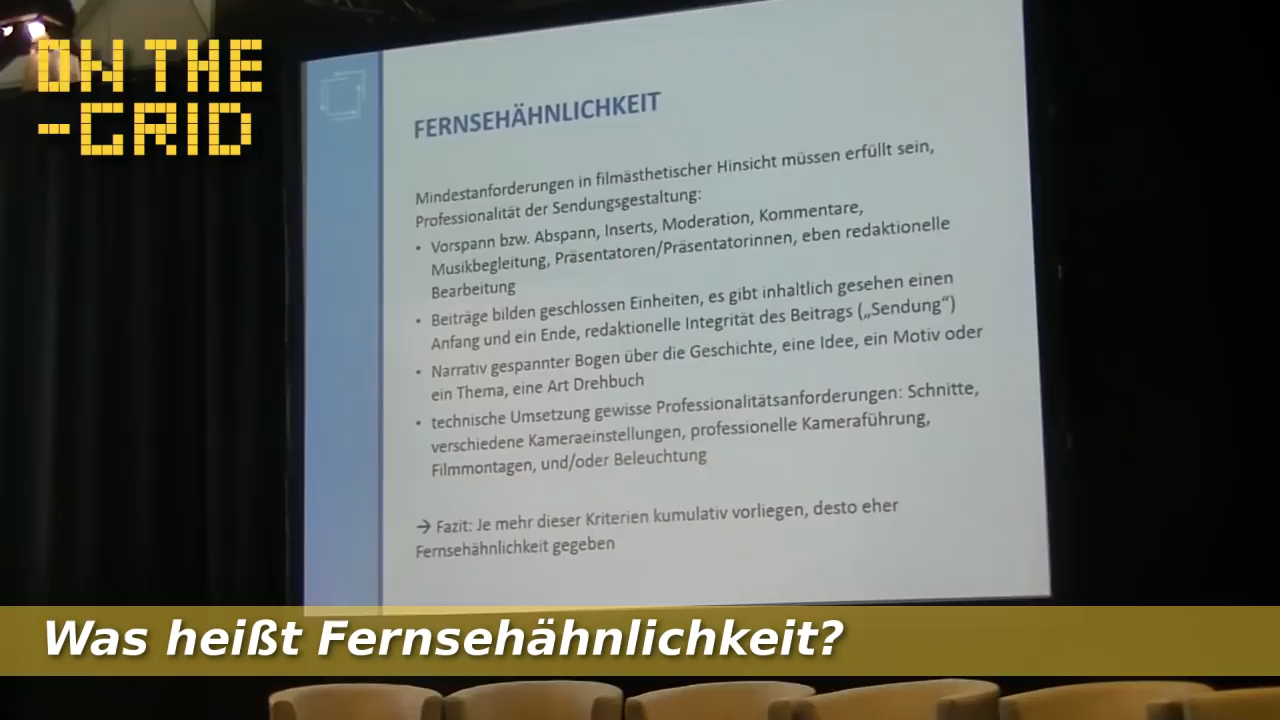 ON THE
-GRID
FERNSEHÄHNLICHKEIT
Mindestanforderungen in filmästhetischer Hinsicht müssen erfüllt sein,
Professionalität der Sendungsgestaltung:
• Vorspann bzw. Abspann, Inserts, Moderation, Kommentare,
Musikbegleitung, Präsentatoren/Präsentatorinnen, eben redaktionelle
Bearbeitung
• Beiträge bilden geschlossen Einheiten, es gibt inhaltlich gesehen einen
Anfang und ein Ende, redaktionelle Integrität des Beitrags („Sendung“)
• Narrativ gespannter Bogen über die Geschichte, eine Idee, ein Motiv oder
ein Thema, eine Art Drehbuch
• technische Umsetzung gewisse Professionalitätsanforderungen: Schnitte,
verschiedene Kameraeinstellungen, professionelle Kameraführung,
Filmmontagen, und/oder Beleuchtung
→ Fazit: Je mehr dieser Kriterien kumulativ vorliegen, desto eher
Fernsehähnlichkeit gegeben
Was heißt Fernsehähnlichkeit?